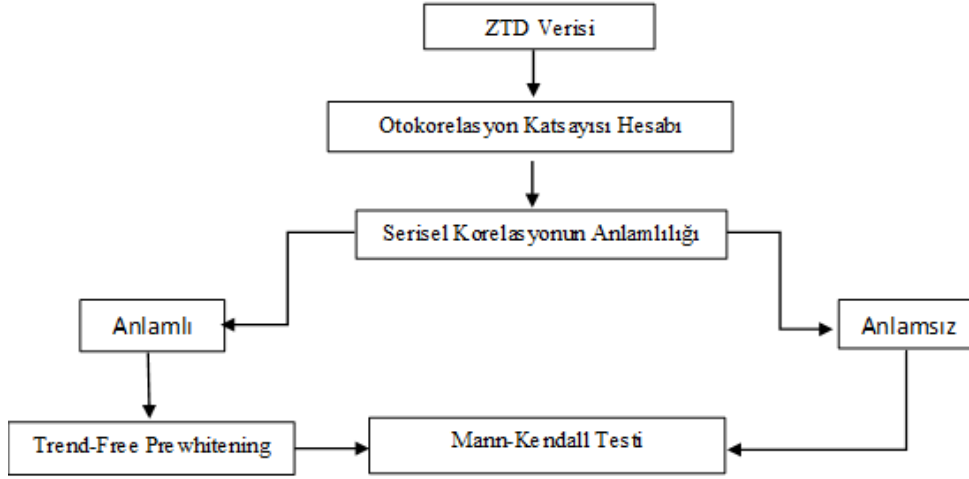 ZTD Verisi
Otokorelasyon Katsayısı Hesabı
Serisel Korelasyonun Anlamlılığı
Anlamlı
Anlamsız
Trend-Free Prewhitening
Mann-Kendall Testi